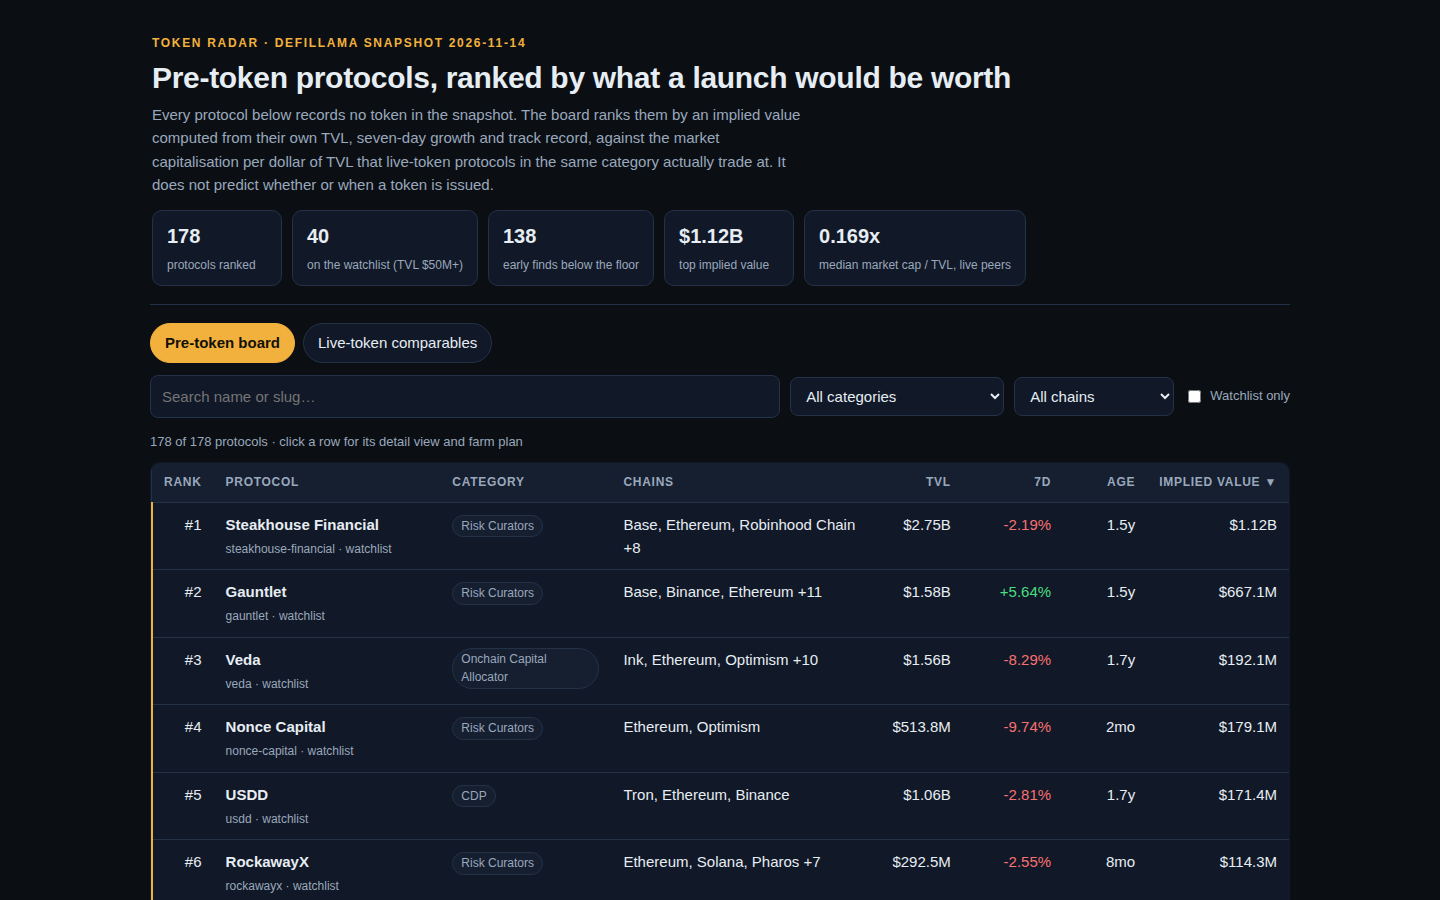 TOKEN RADAR · DEFILLAMA SNAPSHOT 2026-11-14
Pre-token protocols, ranked by what a launch would be worth
Every protocol below records no token in the snapshot. The board ranks them by an implied value
computed from their own TVL, seven-day growth and track record, against the market
capitalisation per dollar of TVL that live-token protocols in the same category actually trade at. It
does not predict whether or when a token is issued.
178
protocols ranked
40
on the watchlist (TVL $50M+)
138
early finds below the floor
$1.12B
top implied value
0.169x
median market cap / TVL, live peers
Pre-token board
Live-token comparables
Search name or slug…
All categories
All chains
Watchlist only
178 of 178 protocols · click a row for its detail view and farm plan
RANK PROTOCOL CATEGORY CHAINS TVL 7D AGE IMPLIED VALUE ▼
#1 Steakhouse Financial Risk Curators Base, Ethereum, Robinhood Chain $2.75B -2.19% 1.5y $1.12B
steakhouse-financial · watchlist +8
#2 Gauntlet Risk Curators Base, Binance, Ethereum +11 $1.58B +5.64% 1.5y $667.1M
gauntlet · watchlist
#3 Veda Onchain Capital Ink, Ethereum, Optimism +10 $1.56B -8.29% 1.7y $192.1M
veda · watchlist Allocator
#4 Nonce Capital Risk Curators Ethereum, Optimism $513.8M -9.74% 2mo $179.1M
nonce-capital · watchlist
#5 USDD CDP Tron, Ethereum, Binance $1.06B -2.81% 1.7y $171.4M
usdd · watchlist
#6 RockawayX Risk Curators Ethereum, Solana, Pharos +7 $292.5M -2.55% 8mo $114.3M
rockawayx · watchlist